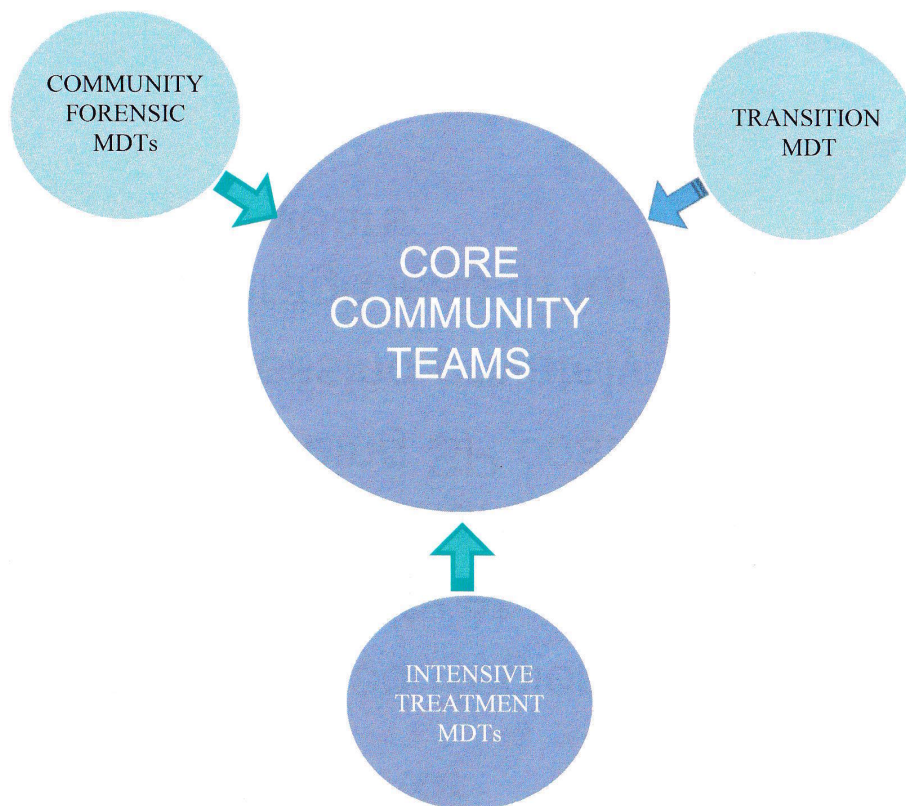 COMMUNITY
FORENSIC
MDTs
TRANSITION
MDT
CORE
COMMUNITY
TEAMS
INTENSIVE
TREATMENT
MDTs